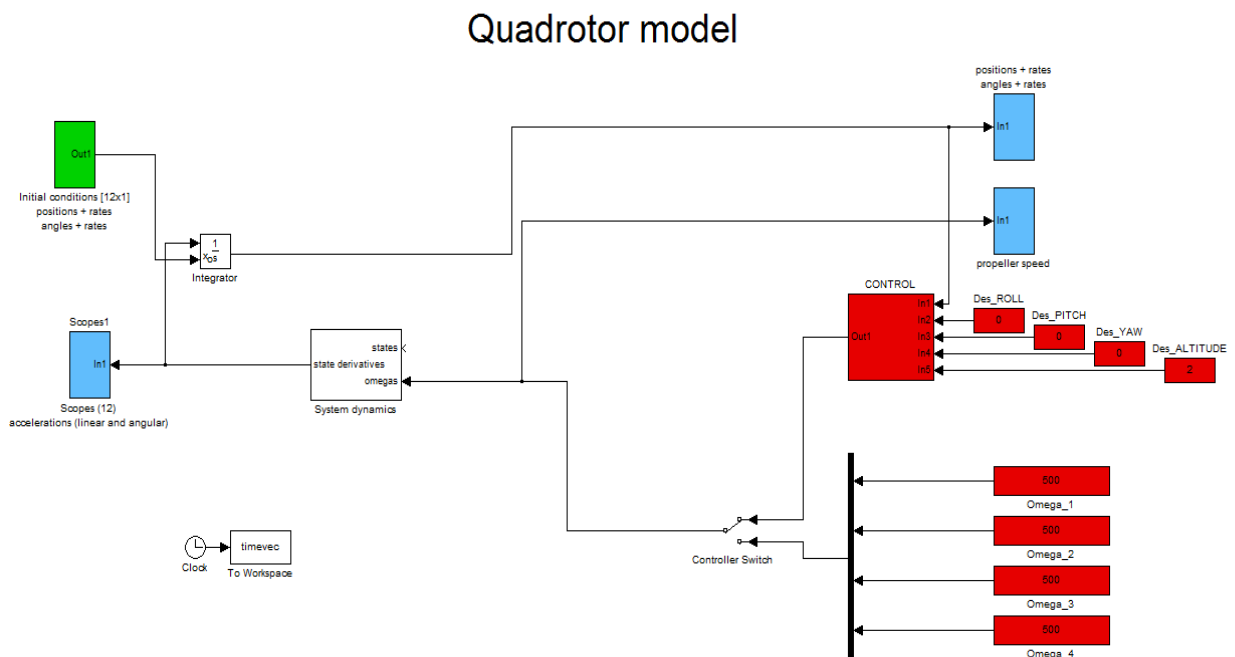 Quadrotor model
positions + rates
angles + rates
In1
Out1
Initial conditions [12x1]
positions + rates
angles + rates
In1
propeller speed
1
s
xo
Integrator
CONTROL
In1
In2
In3
In4
In5
Out1
Des_ROLL
0
Des_PITCH
0
Des_YAW
0
Des_ALTITUDE
2
Scopes1
In1
Scopes (12)
accelerations (linear and angular)
states
state derivatives
omegas
System dynamics
500
Omega_1
500
Omega_2
500
Omega_3
500
Omega_4
Controller Switch
Clock
timevec
To Workspace